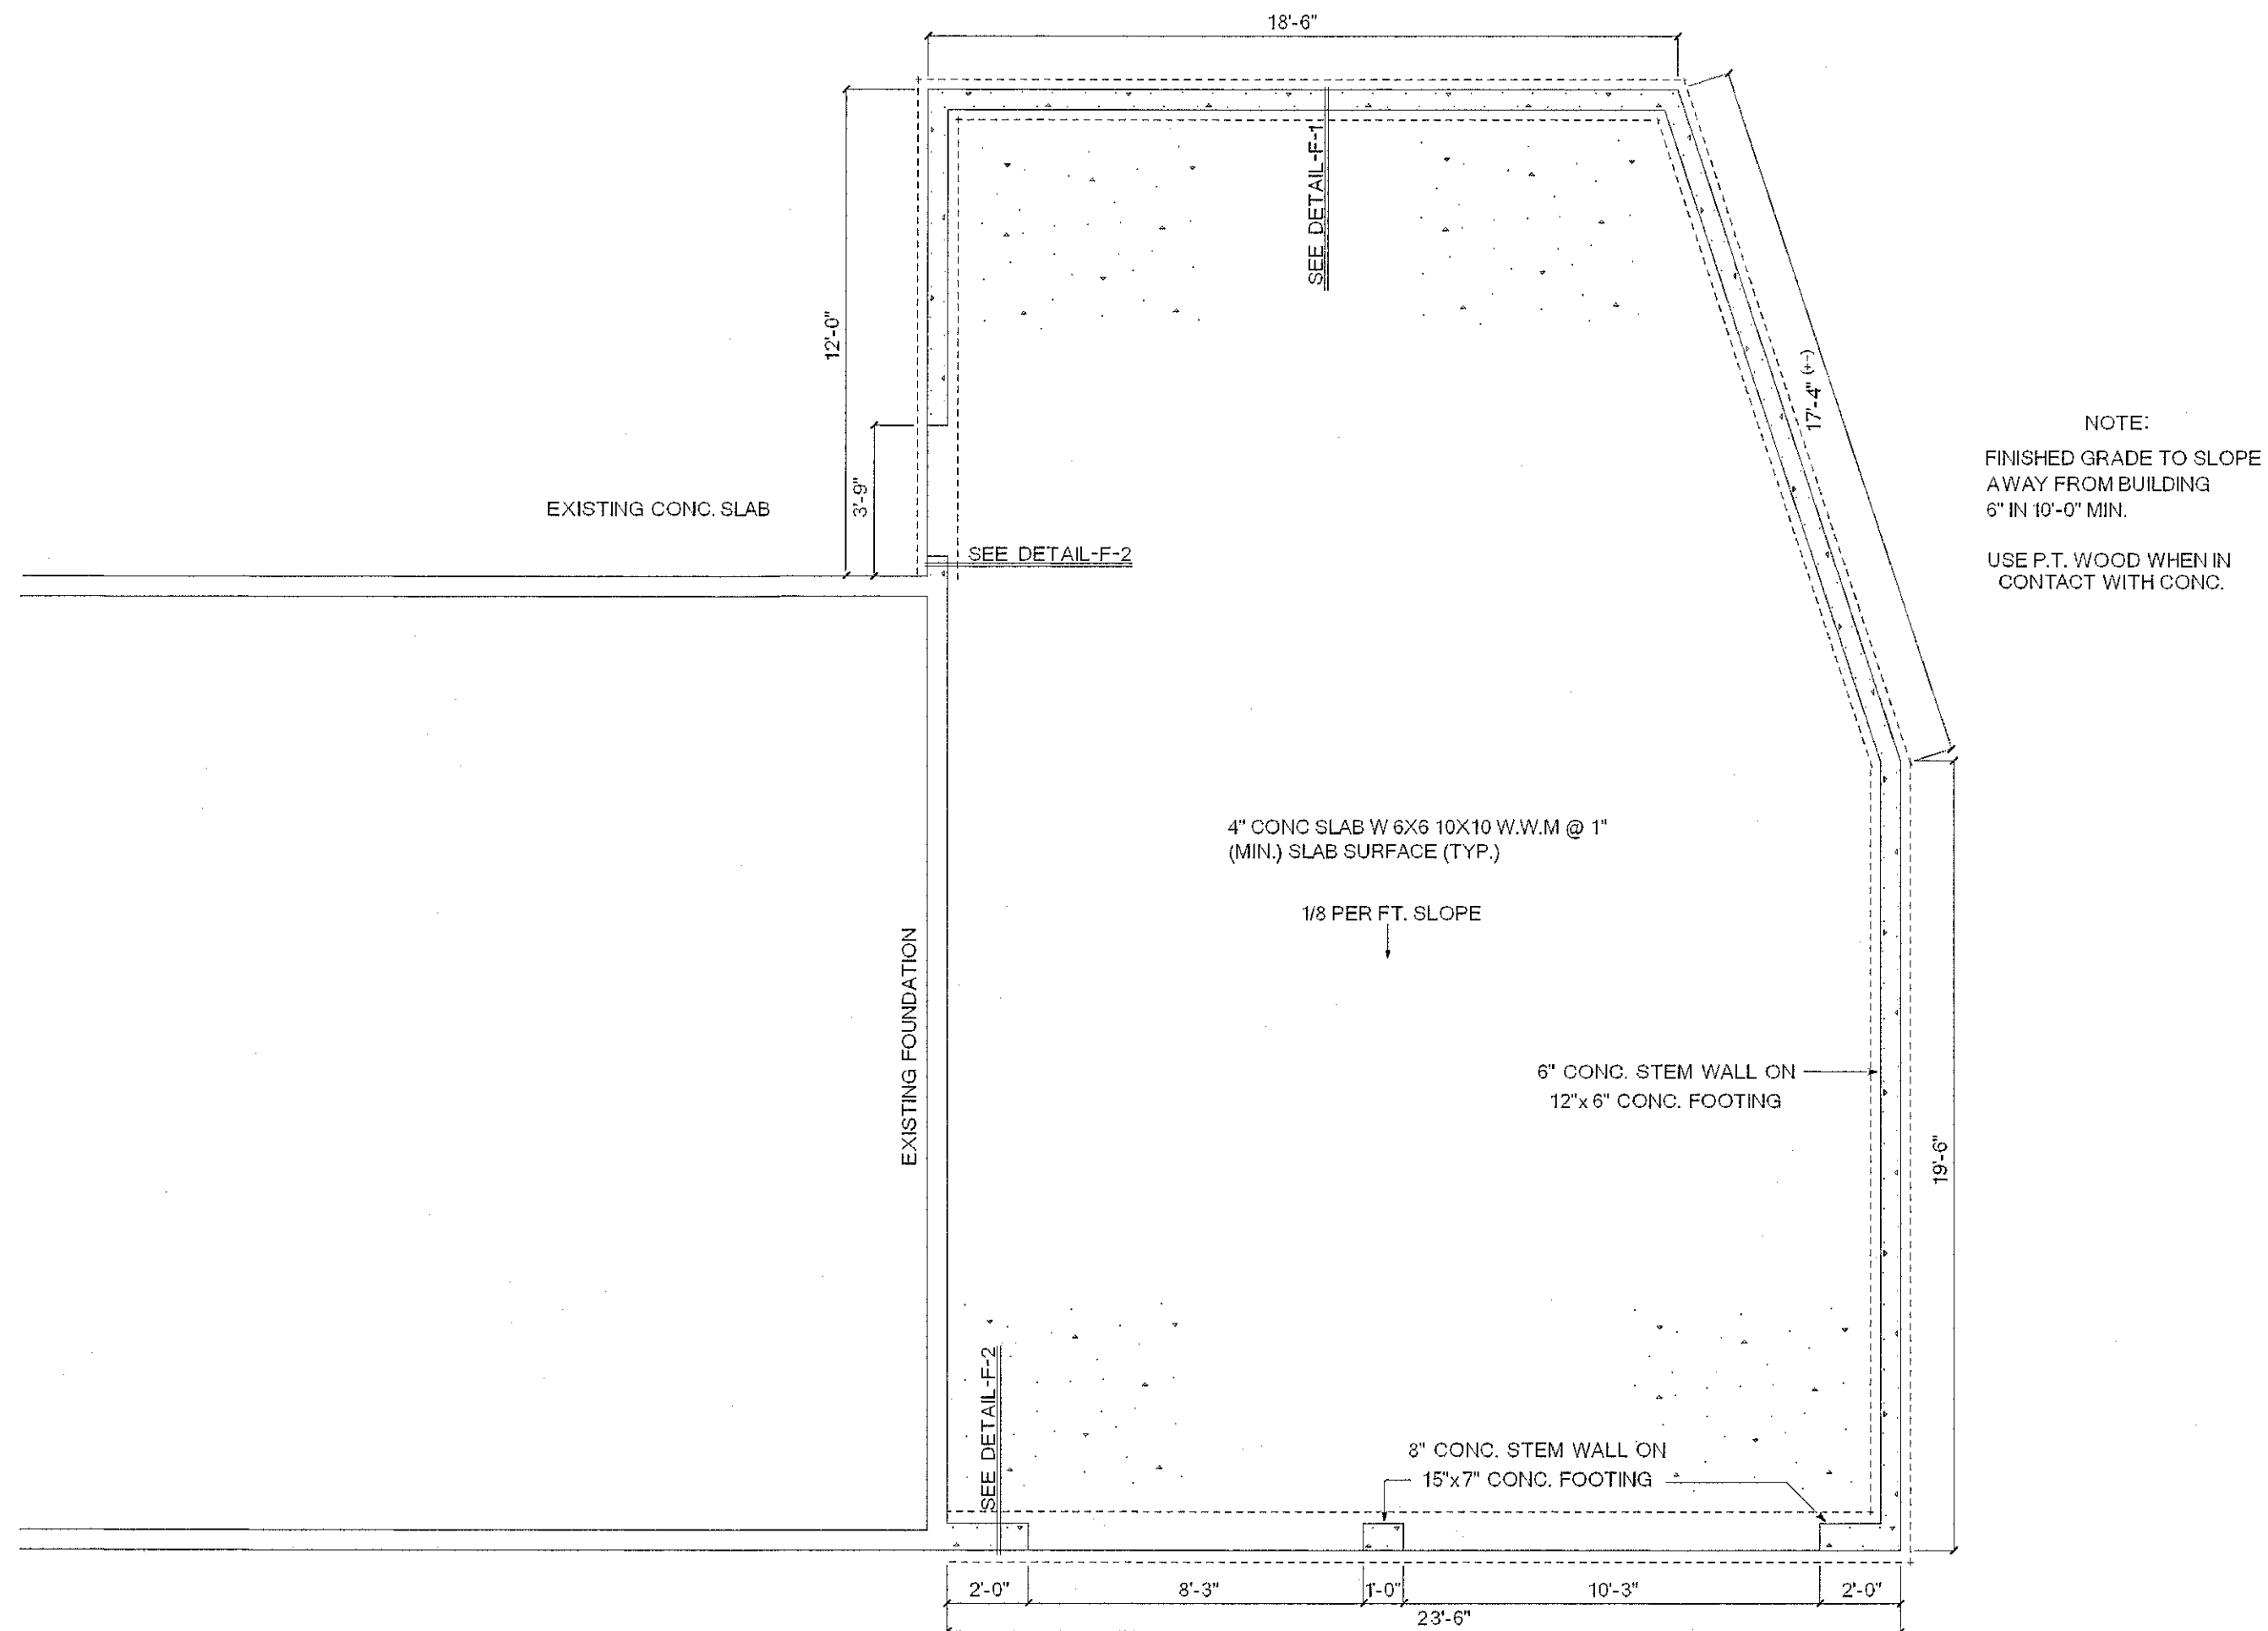 18'-6"
SEE DETAIL-F-1
12'-0"
17'-4" (+-)
NOTE:
FINISHED GRADE TO SLOPE
AWAY FROM BUILDING
6" IN 10'-0" MIN.
USE P.T. WOOD WHEN IN
CONTACT WITH CONC.
3'-9"
EXISTING CONC. SLAB
SEE DETAIL-F-2
4" CONC SLAB W 6X6 10X10 W.W.M @ 1"
(MIN.) SLAB SURFACE (TYP.)
1/8 PER FT. SLOPE
EXISTING FOUNDATION
6" CONC. STEM WALL ON
12"x 6" CONC. FOOTING
19'-6"
SEE DETAIL-F-2
8" CONC. STEM WALL ON
15"x7" CONC. FOOTING
2'-0"
8'-3"
1'-0"
10'-3"
2'-0"
23'-6"